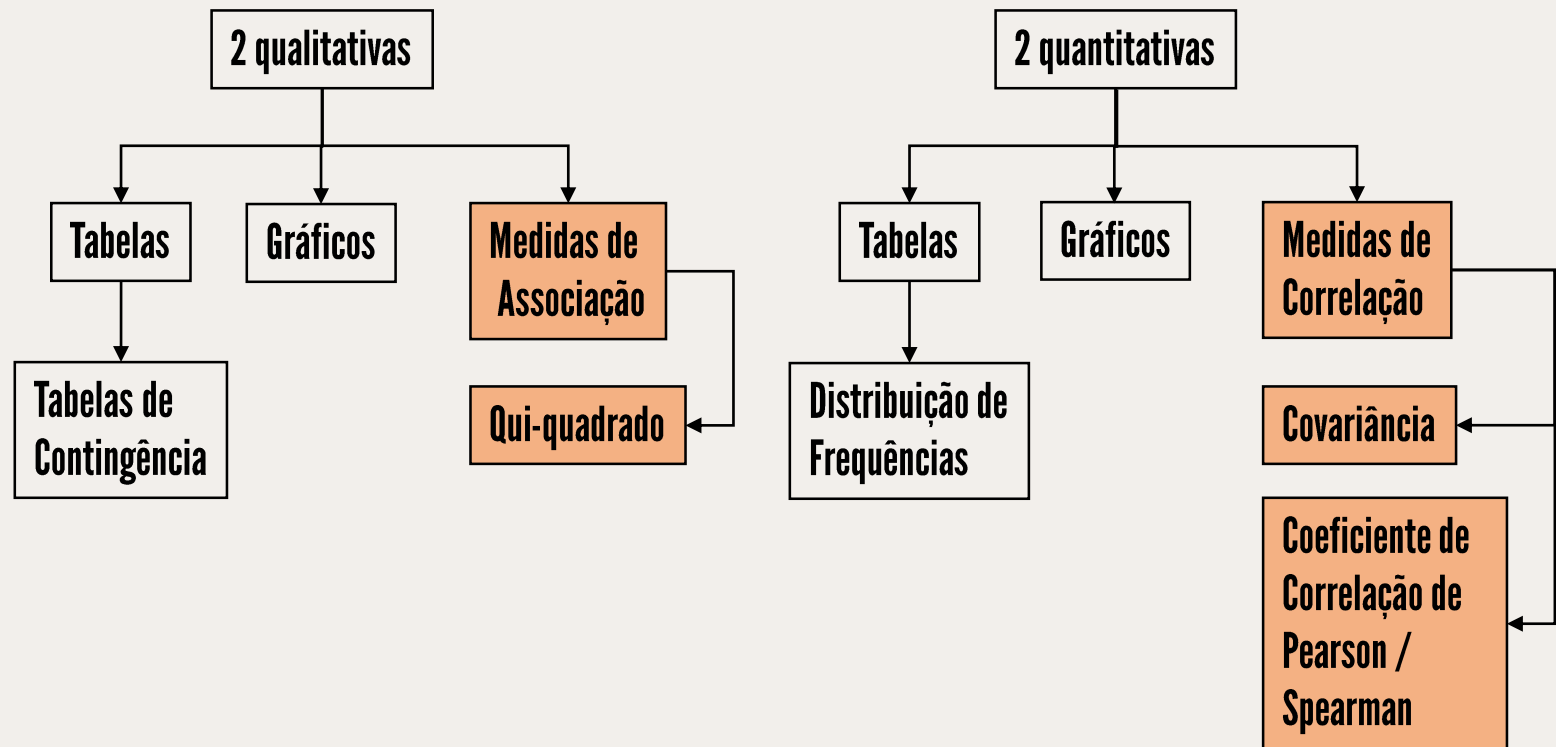 2 qualitativas
Tabelas
Gráficos
Medidas de
Associação
Tabelas de
Contingência
Qui-quadrado
2 quantitativas
Tabelas
Gráficos
Medidas de
Correlação
Distribuição de
Frequências
Covariância
Coeficiente de
Correlação de
Pearson /
Spearman